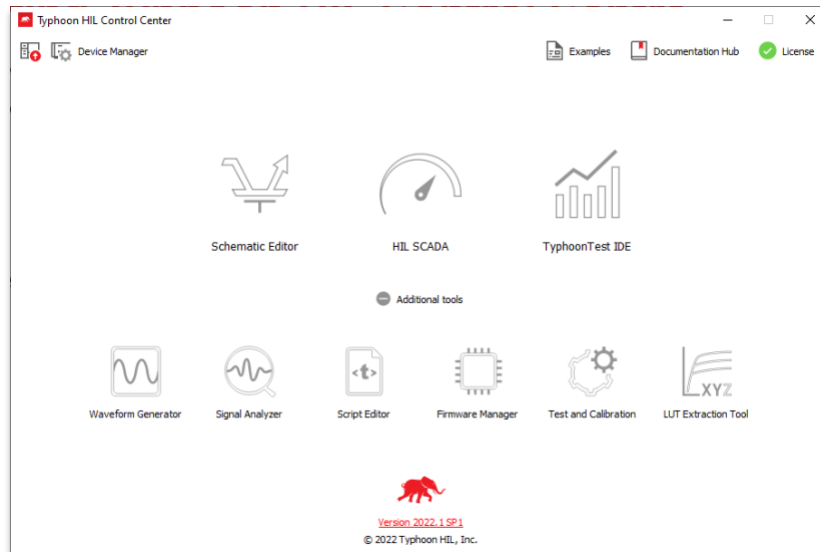 Typhoon HIL Control Center
Device Manager
Examples
Documentation Hub
License
Schematic Editor
HIL SCADA
TyphoonTest IDE
Additional tools
<t>
XYZ
Waveform Generator
Signal Analyzer
Script Editor
Firmware Manager
Test and Calibration
LUT Extraction Tool
Version 2022.1 SP1
© 2022 Typhoon HIL, Inc.